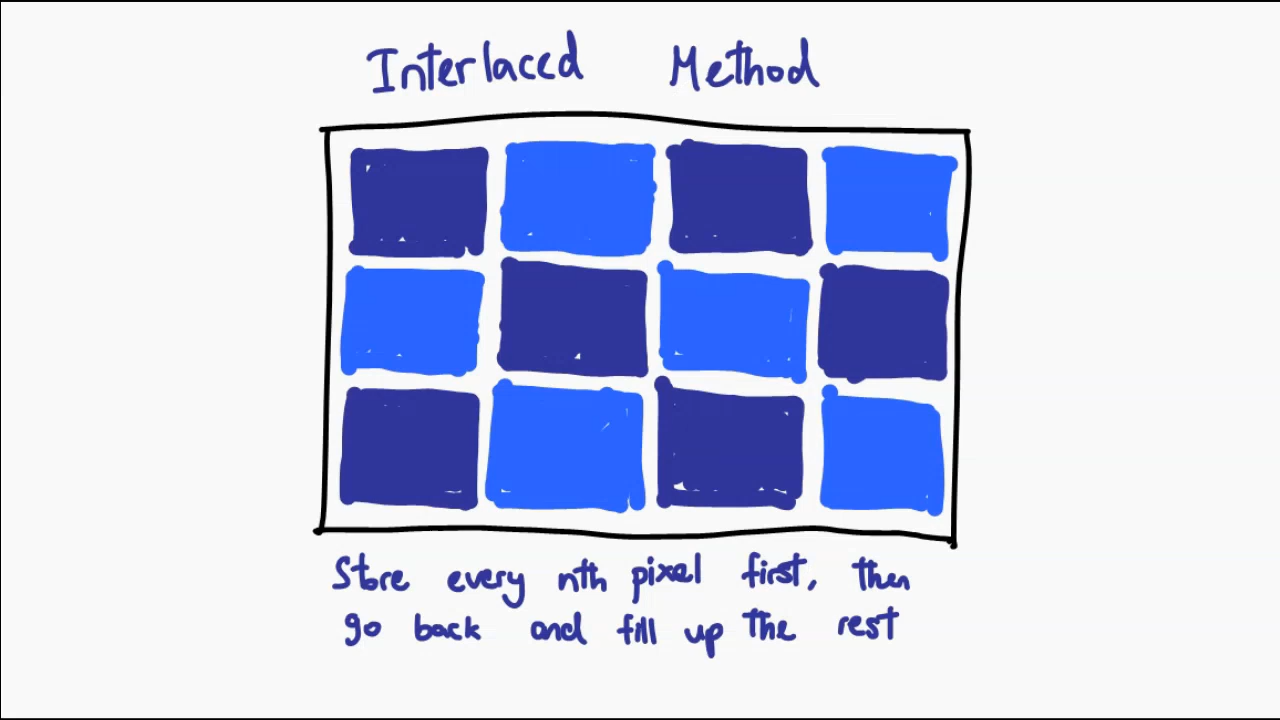 Interlaced Method
Store every nth pixel first, then
go back and fill up the rest